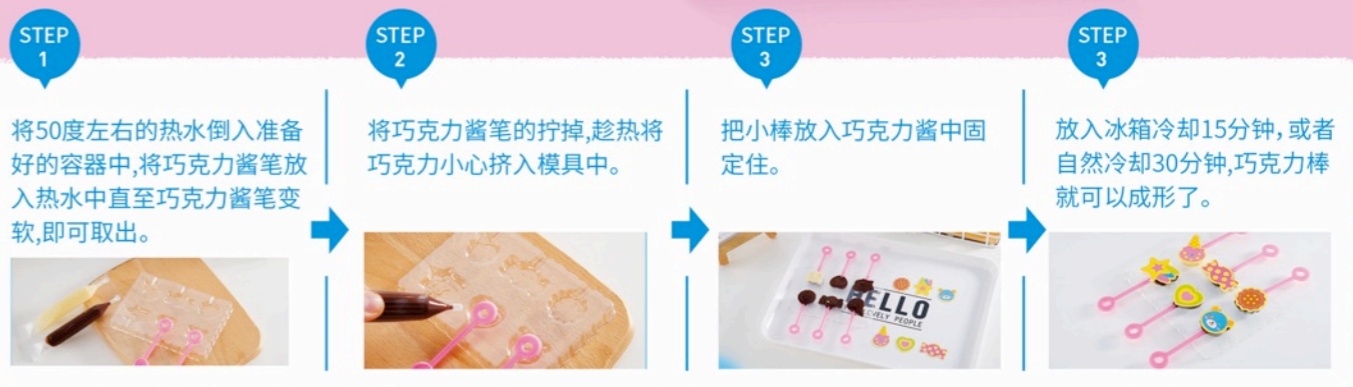 STEP
1
将50度左右的热水倒入准备
好的容器中,将巧克力酱笔放
入热水中直至巧克力酱笔变
软,即可取出。
STEP
2
将巧克力酱笔的拧掉,趁热将
巧克力小心挤入模具中。
STEP
3
把小棒放入巧克力酱中固
定住。
HELLO
LOVELY PEOPLE
STEP
3
放入冰箱冷却15分钟，或者
自然冷却30分钟,巧克力棒
就可以成形了。